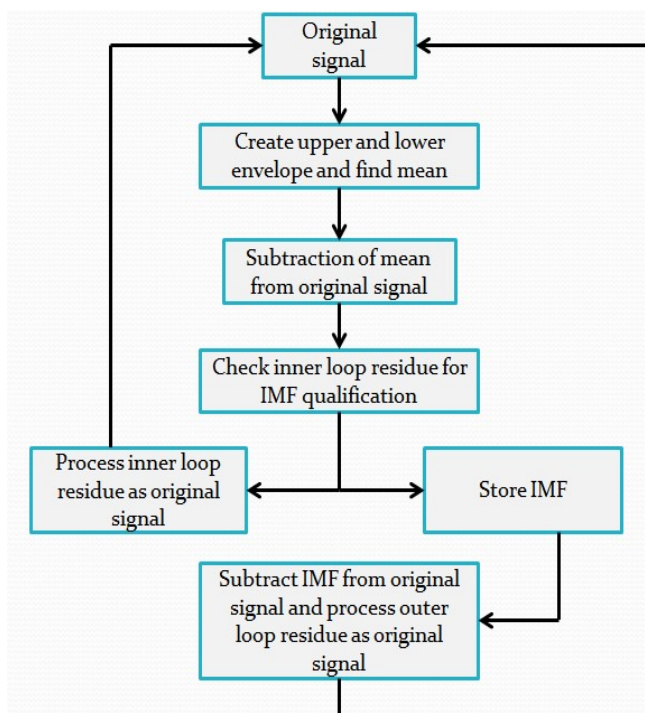 Original
signal
Create upper and lower
envelope and find mean
Subtraction of mean
from original signal
Check inner loop residue for
IMF qualification
Process inner loop
residue as original
signal
Store IMF
Subtract IMF from original
signal and process outer
loop residue as original
signal